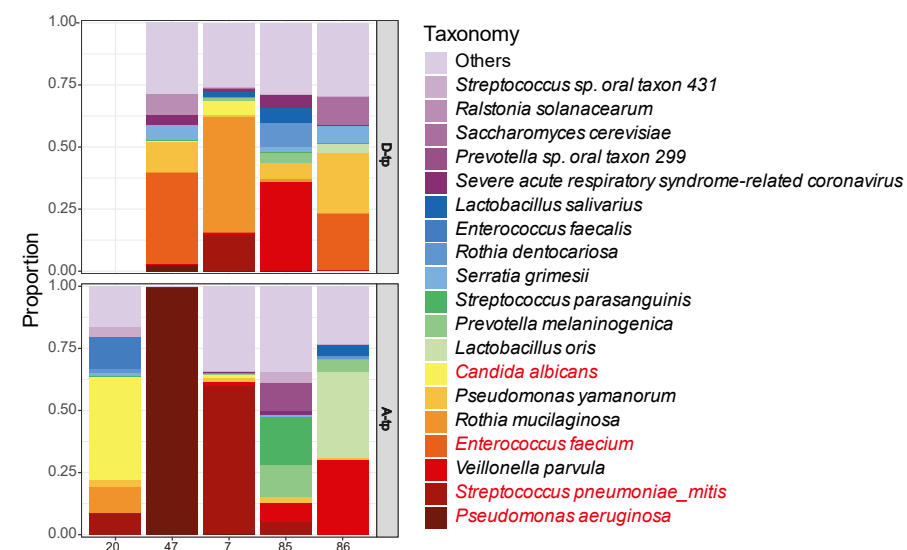 1.00
0.75
0.50
0.25
0.00
D-tp
1.00
0.75
0.50
0.25
0.00
A-tp
Proportion
20 47 7 85 86
Taxonomy
Others
Streptococcus sp. oral taxon 431
Ralstonia solanacearum
Saccharomyces cerevisiae
Prevotella sp. oral taxon 299
Severe acute respiratory syndrome-related coronavirus
Lactobacillus salivarius
Enterococcus faecalis
Rothia dentocariosa
Serratia grimesii
Streptococcus parasanguinis
Prevotella melaninogenica
Lactobacillus oris
Candida albicans
Pseudomonas yamanorum
Rothia mucilaginosa
Enterococcus faecium
Veillonella parvula
Streptococcus pneumoniae_mitis
Pseudomonas aeruginosa